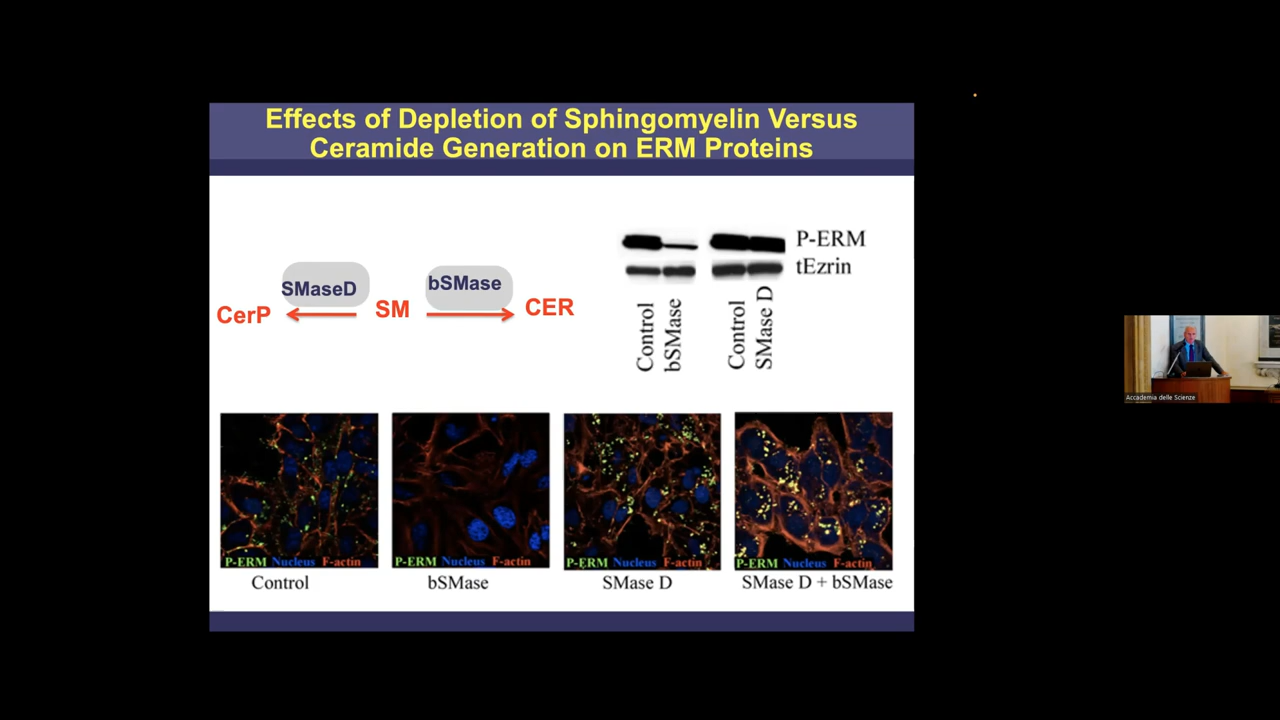 Effects of Depletion of Sphingomyelin Versus
Ceramide Generation on ERM Proteins
SMaseD
bSMase
CerP
SM
CER
P-ERM
tEzrin
Control
bSMase
Control
SMase D
P-ERM Nucleus F-actin
P-ERM Nucleus F-actin
P-ERM Nucleus F-actin
P-ERM Nucleus F-actin
Control
bSMase
SMase D
SMase D + bSMase
Accademia delle Scienze